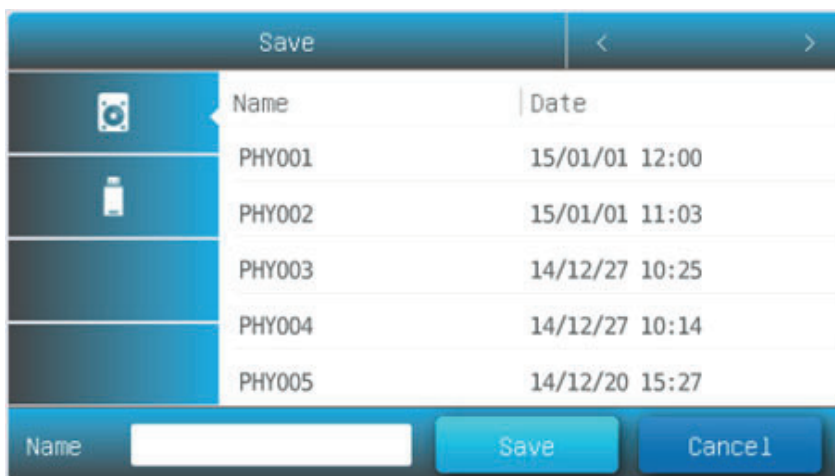 Save < >
Name Date
PHY001 15/01/01 12:00
PHY002 15/01/01 11:03
PHY003 14/12/27 10:25
PHY004 14/12/27 10:14
PHY005 14/12/20 15:27
Name Save Cancel